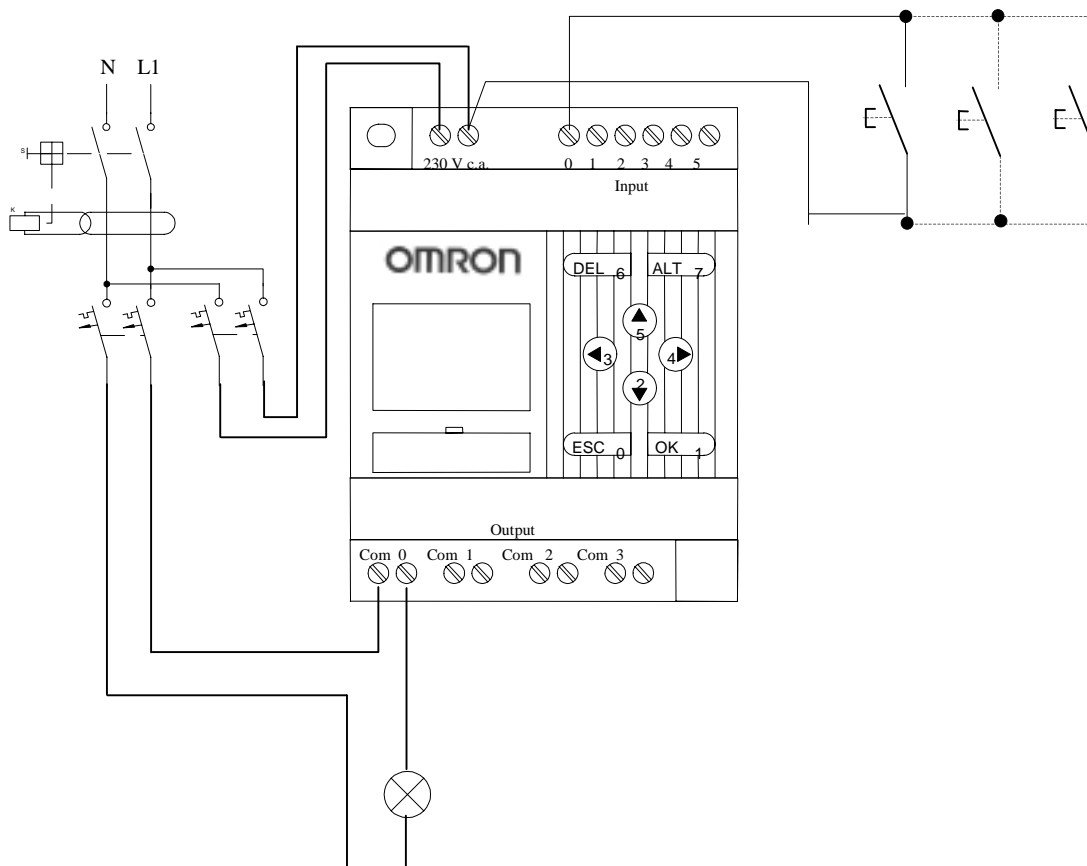 N L1
S
K
230 V c.a.
0 1 2 3 4 5
Input
OMRON
DEL 6 ALT 7
5
3 4
2
ESC 0 OK 1
Output
Com 0 Com 1 Com 2 Com 3